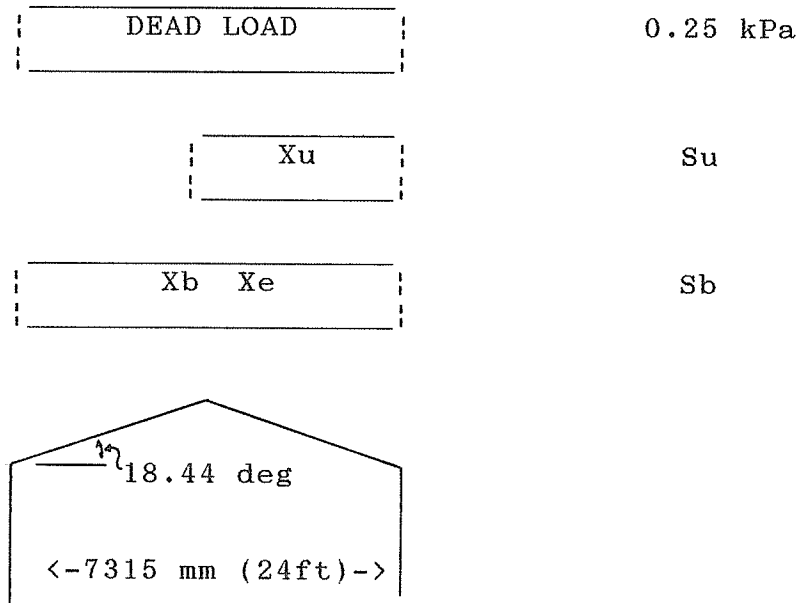 DEAD LOAD 0.25 kPa
Xu Su
Xb Xe Sb
18.44 deg
<-7315 mm (24ft)->